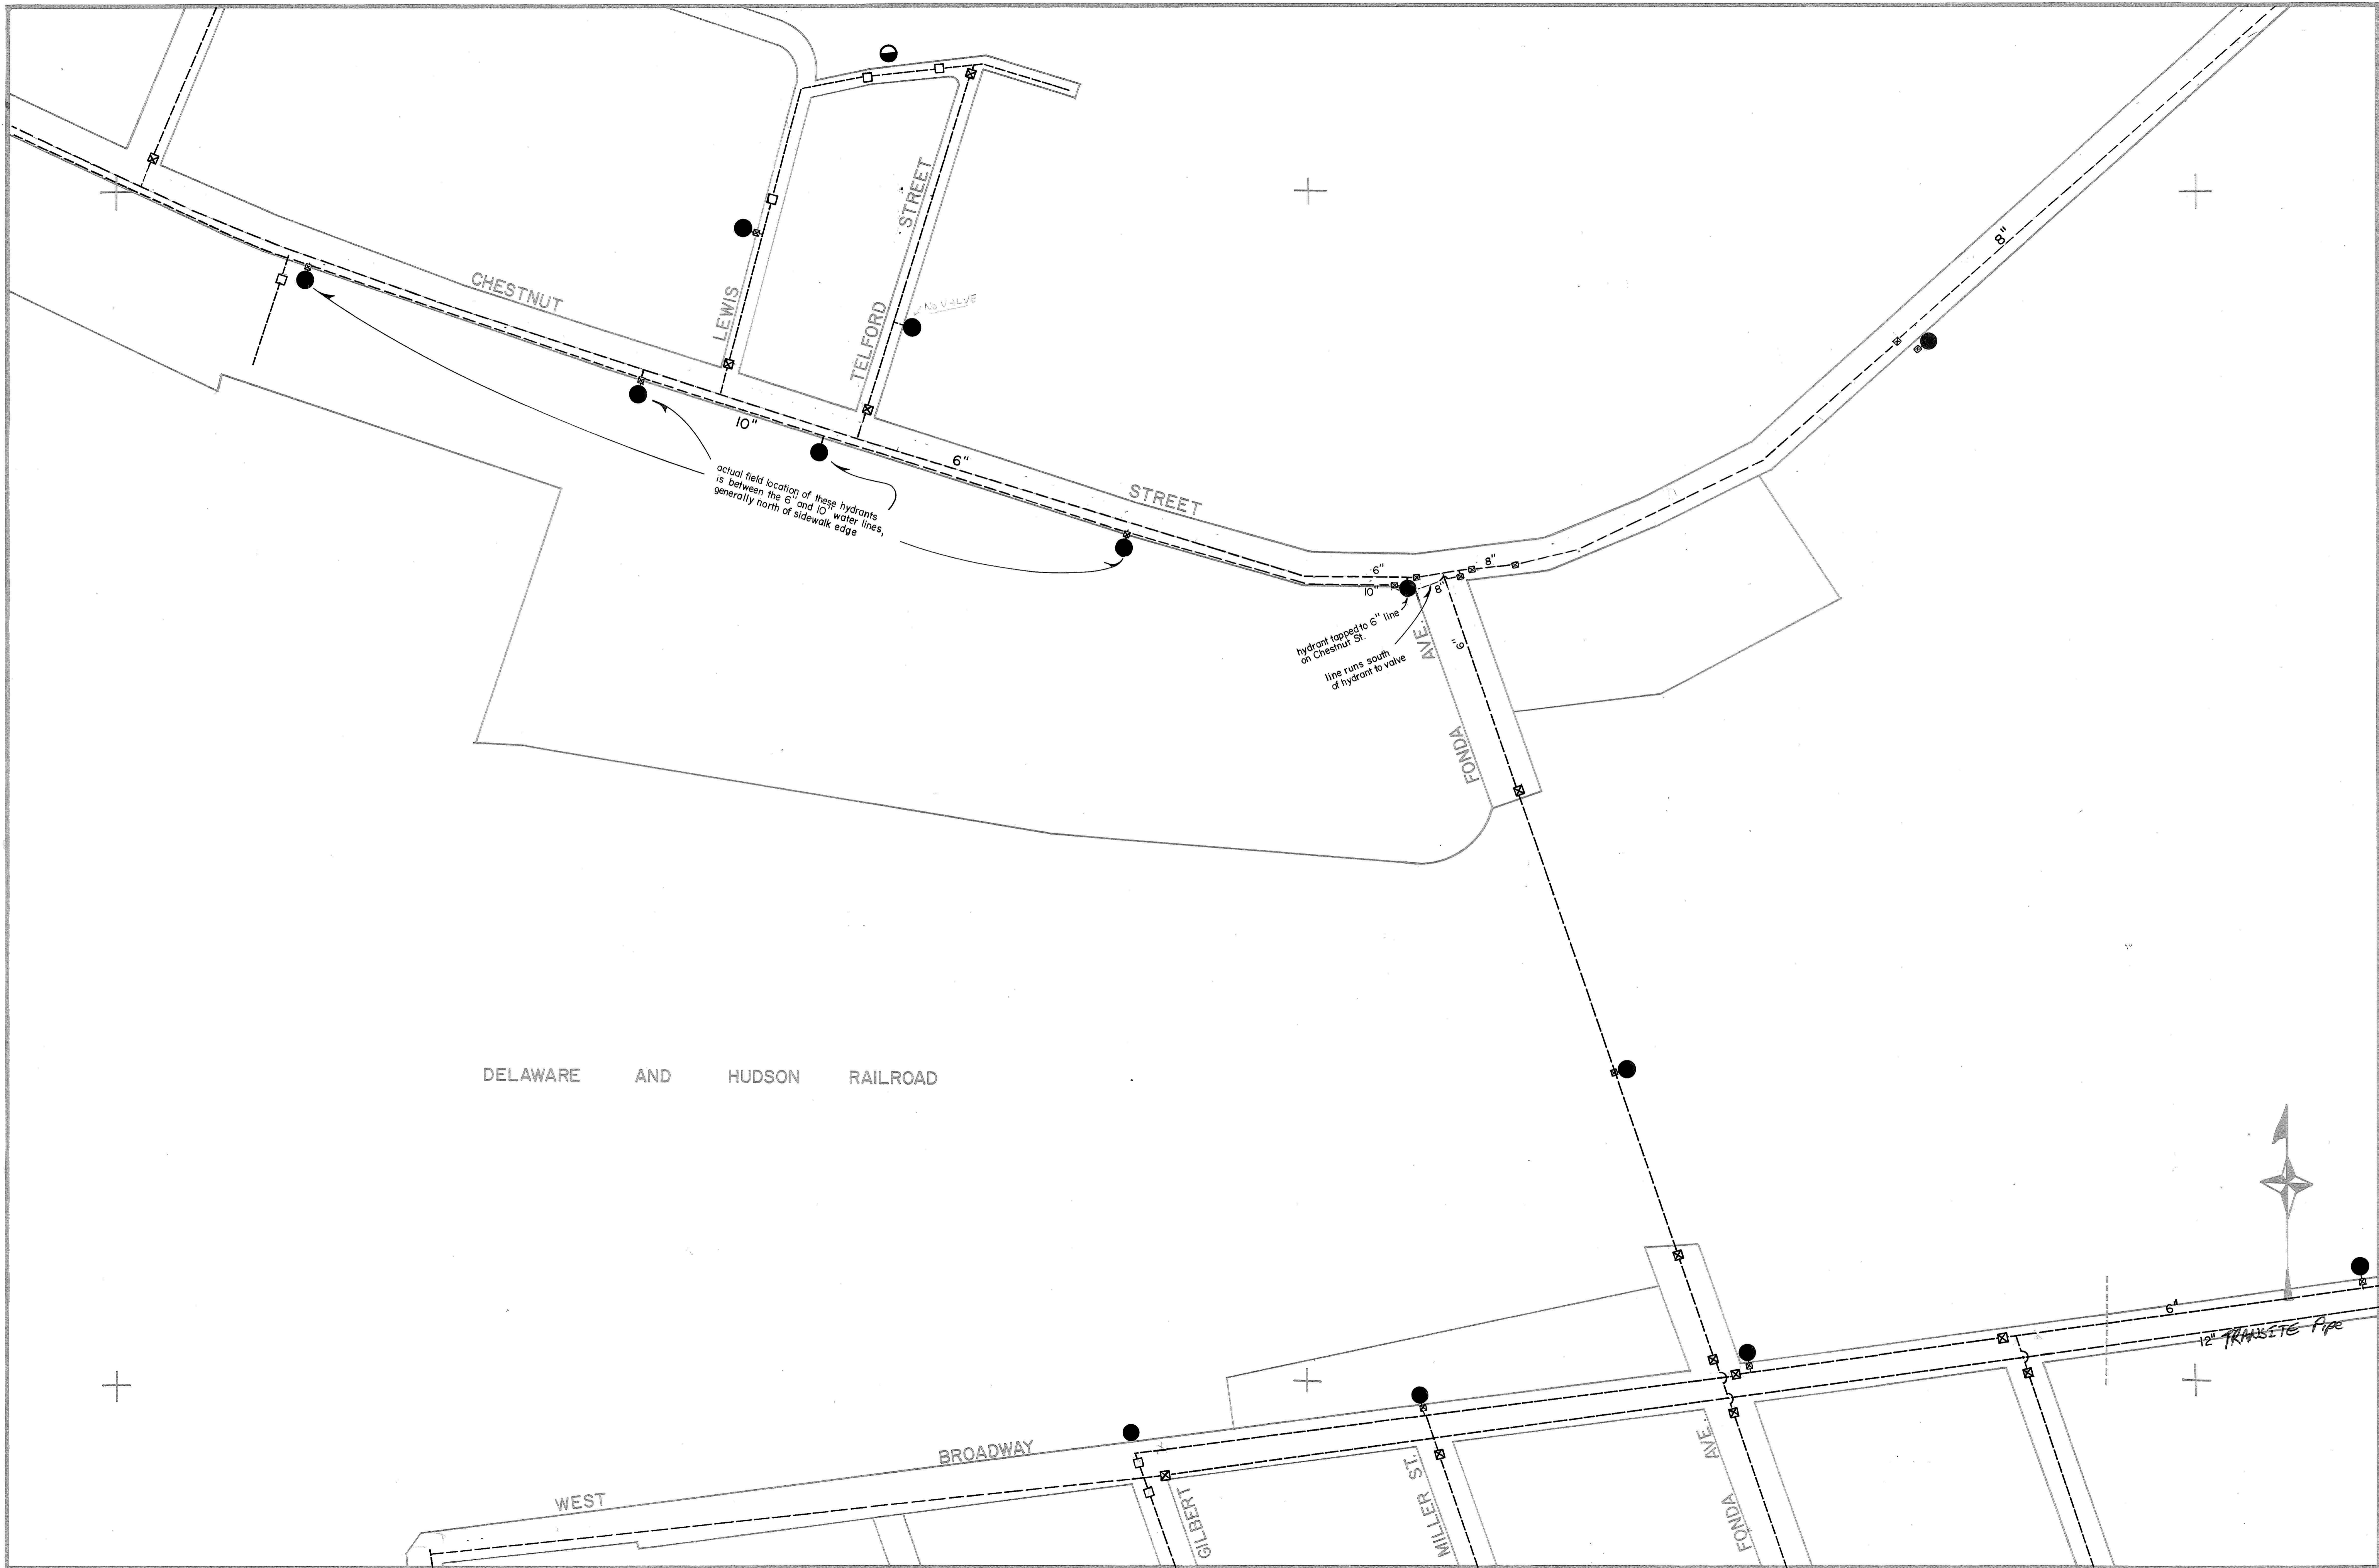 STREET
8"
CHESTNUT
LEWIS
TELFORD
No VALVE
10"
6"
actual field location of these hydrants
is between the 6" and 10" water lines,
generally north of sidewalk edge
STREET
6"
8"
10"
8"
hydrant tapped to 6" line
on Chestnut St.
AVE.
6"
line runs south
of hydrant to valve
FONDA
DELAWARE AND HUDSON RAILROAD
6"
12" TRANSITE Pipe
BROADWAY
WEST
GILBERT
MILLER ST.
AVE.
FONDA